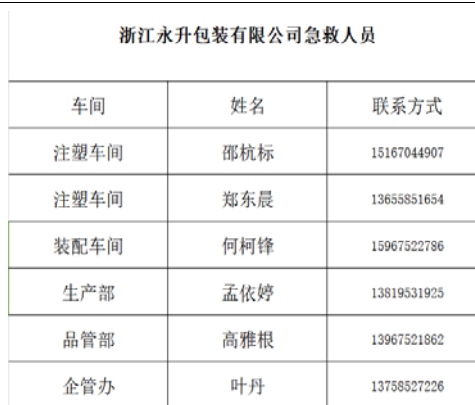 浙江永升包装有限公司急救人员
车间 姓名 联系方式
注塑车间 邵杭标 15167044907
注塑车间 郑东晨 13655851654
装配车间 何柯锋 15967522786
生产部 孟依婷 13819531925
品管部 高雅根 13967521862
企管办 叶丹 13758527226